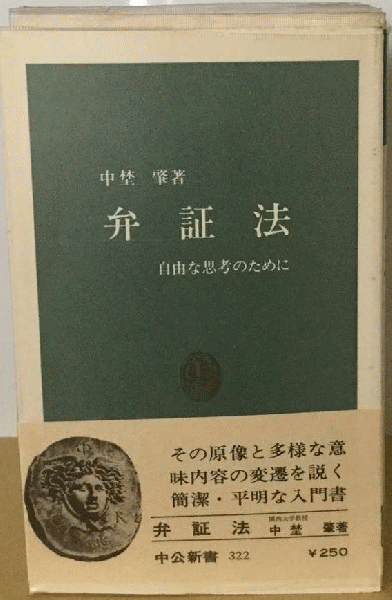 中埜 肇著
弁証法
自由な思考のために
その原像と多様な意
味内容の変遷を説く
簡潔・平明な入門書
弁証法 関西大学教授 中埜 肇著
中公新書 322 ¥250